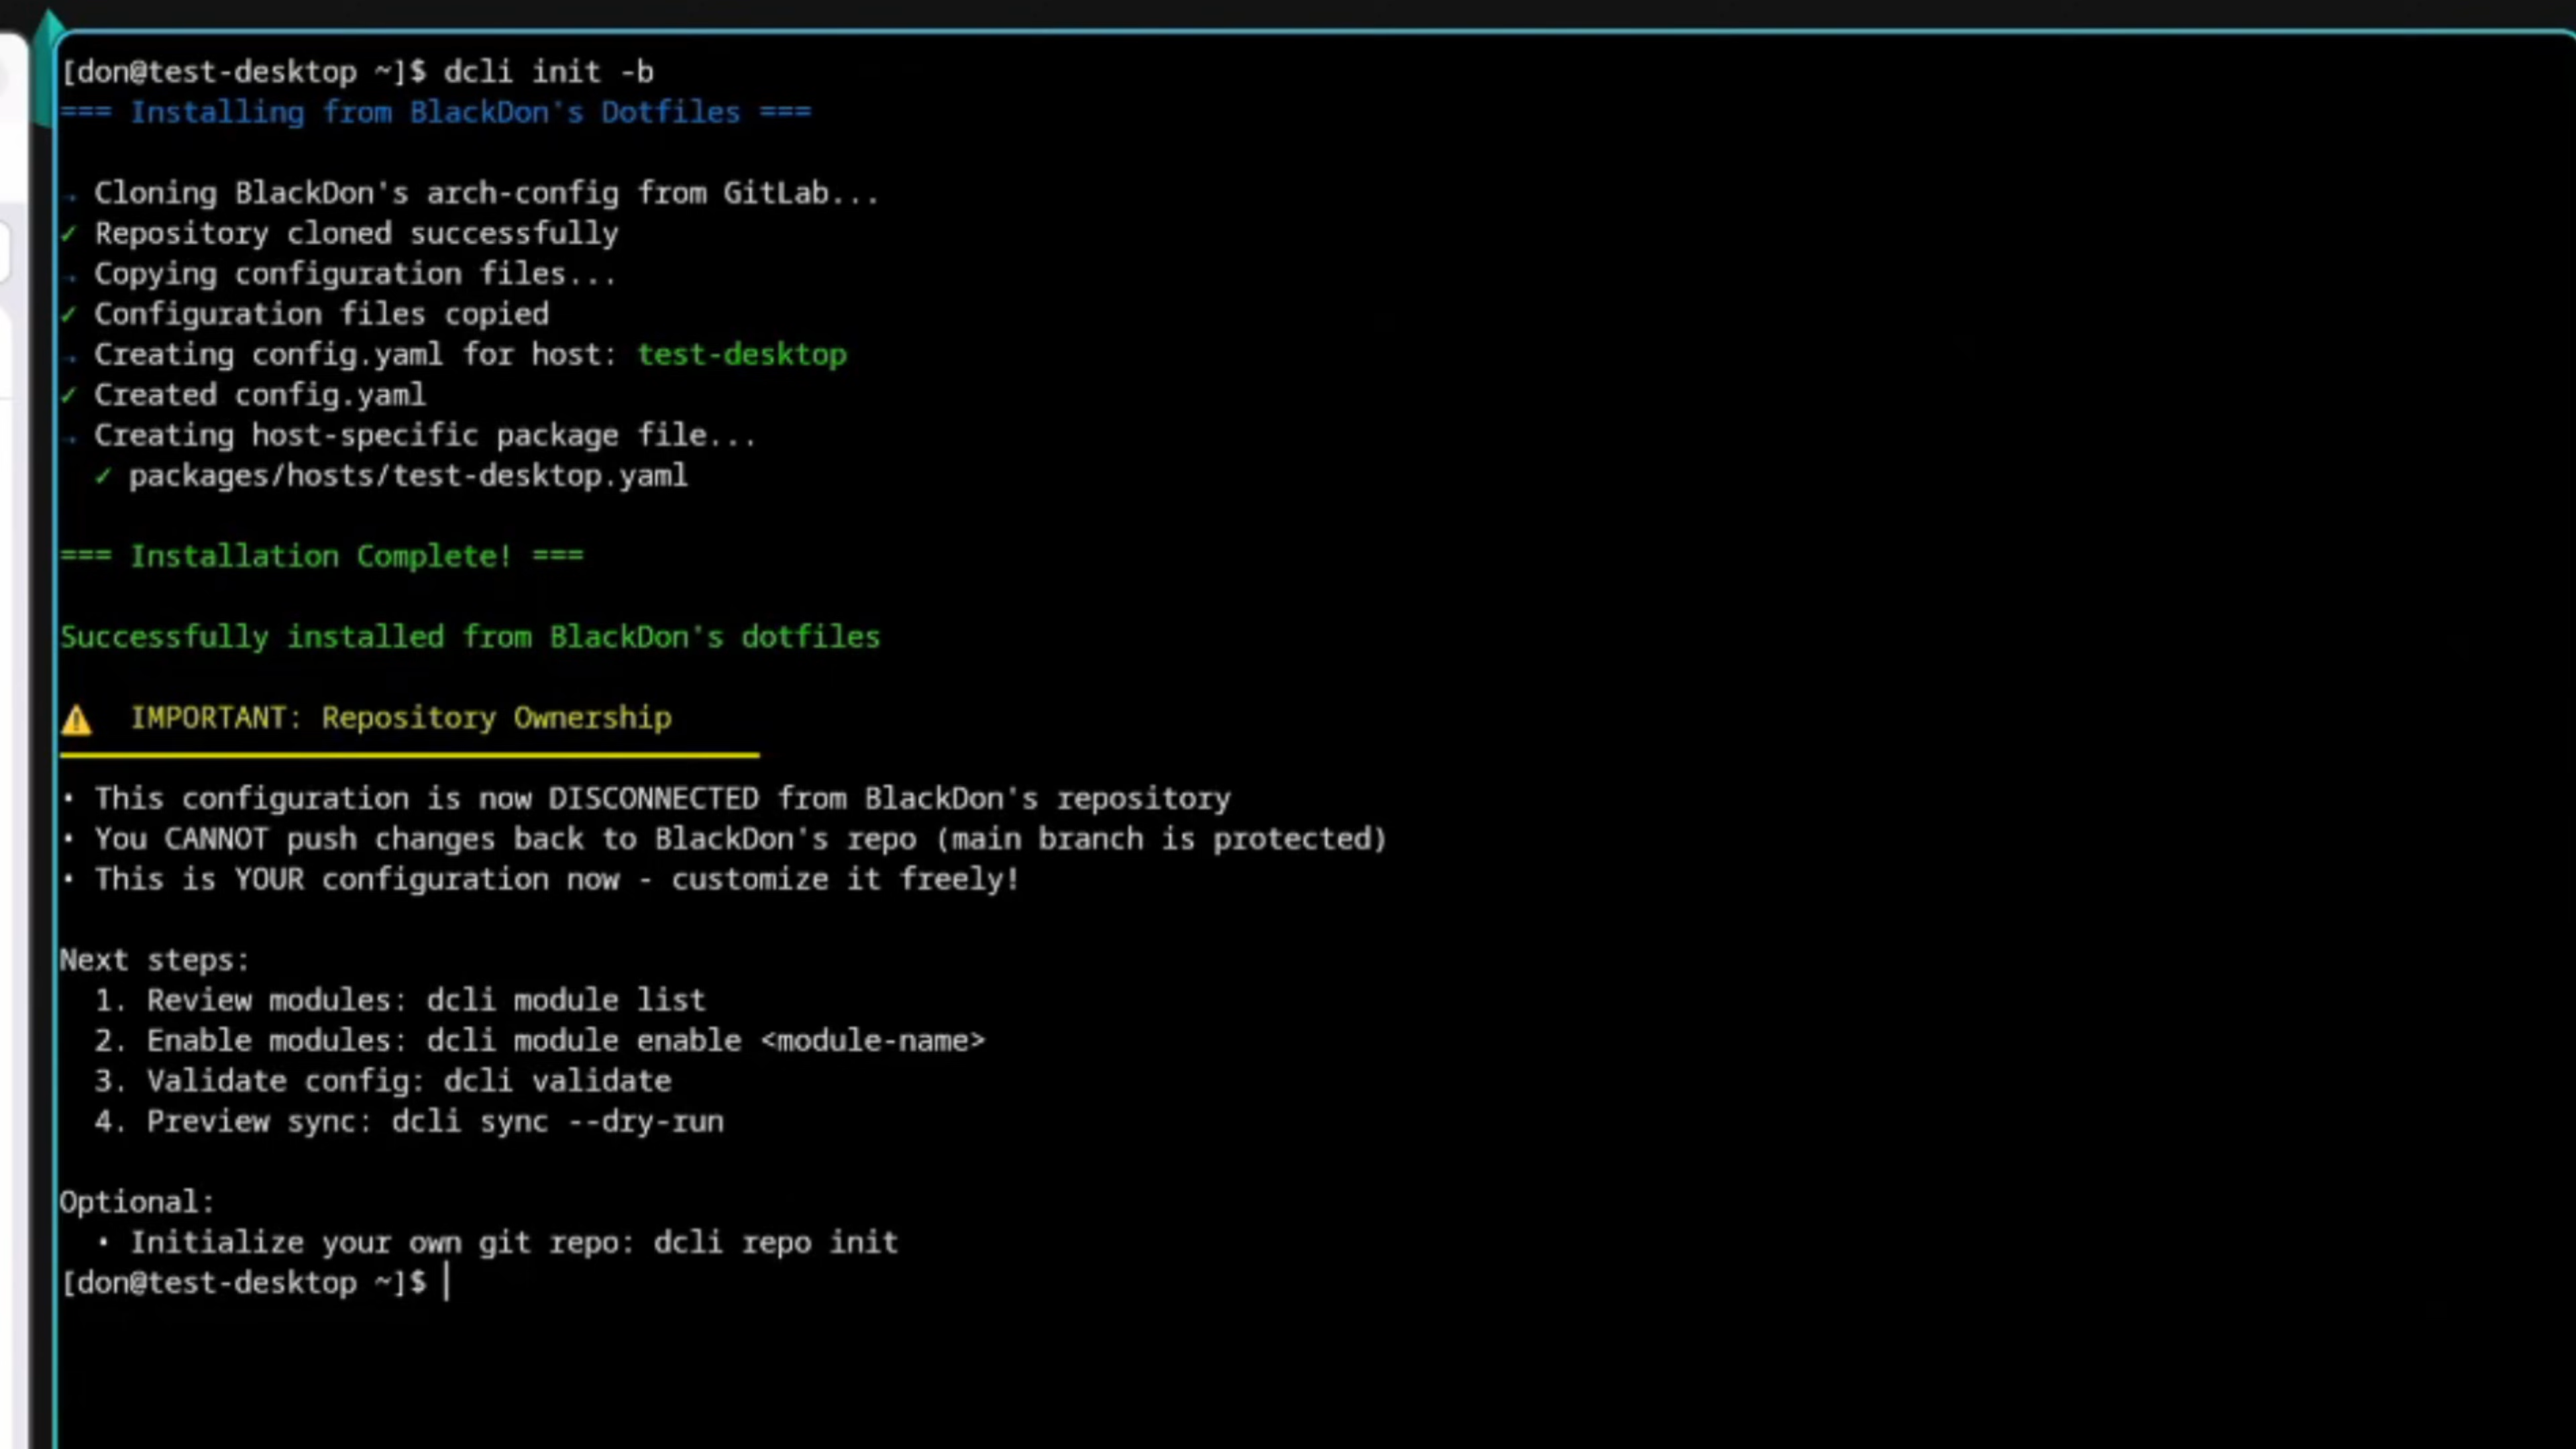 [don@test-desktop ~]$ dcli init -b
=== Installing from BlackDon's Dotfiles ===
→ Cloning BlackDon's arch-config from GitLab...
✓ Repository cloned successfully
→ Copying configuration files...
✓ Configuration files copied
→ Creating config.yaml for host: test-desktop
✓ Created config.yaml
→ Creating host-specific package file...
✓ packages/hosts/test-desktop.yaml
=== Installation Complete! ===
Successfully installed from BlackDon's dotfiles
⚠ IMPORTANT: Repository Ownership
• This configuration is now DISCONNECTED from BlackDon's repository
• You CANNOT push changes back to BlackDon's repo (main branch is protected)
• This is YOUR configuration now - customize it freely!
Next steps:
1. Review modules: dcli module list
2. Enable modules: dcli module enable <module-name>
3. Validate config: dcli validate
4. Preview sync: dcli sync --dry-run
Optional:
• Initialize your own git repo: dcli repo init
[don@test-desktop ~]$